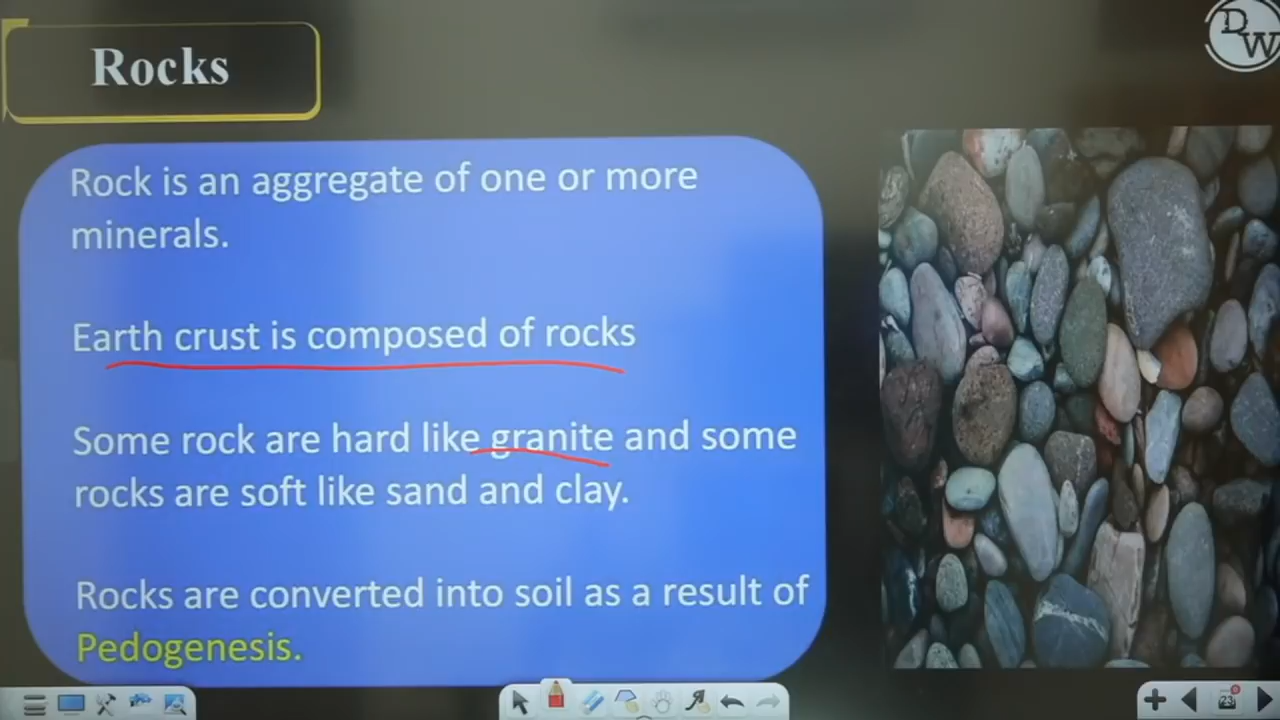 Rocks
DW
Rock is an aggregate of one or more
minerals.
Earth crust is composed of rocks
Some rock are hard like granite and some
rocks are soft like sand and clay.
Rocks are converted into soil as a result of
Pedogenesis.
23